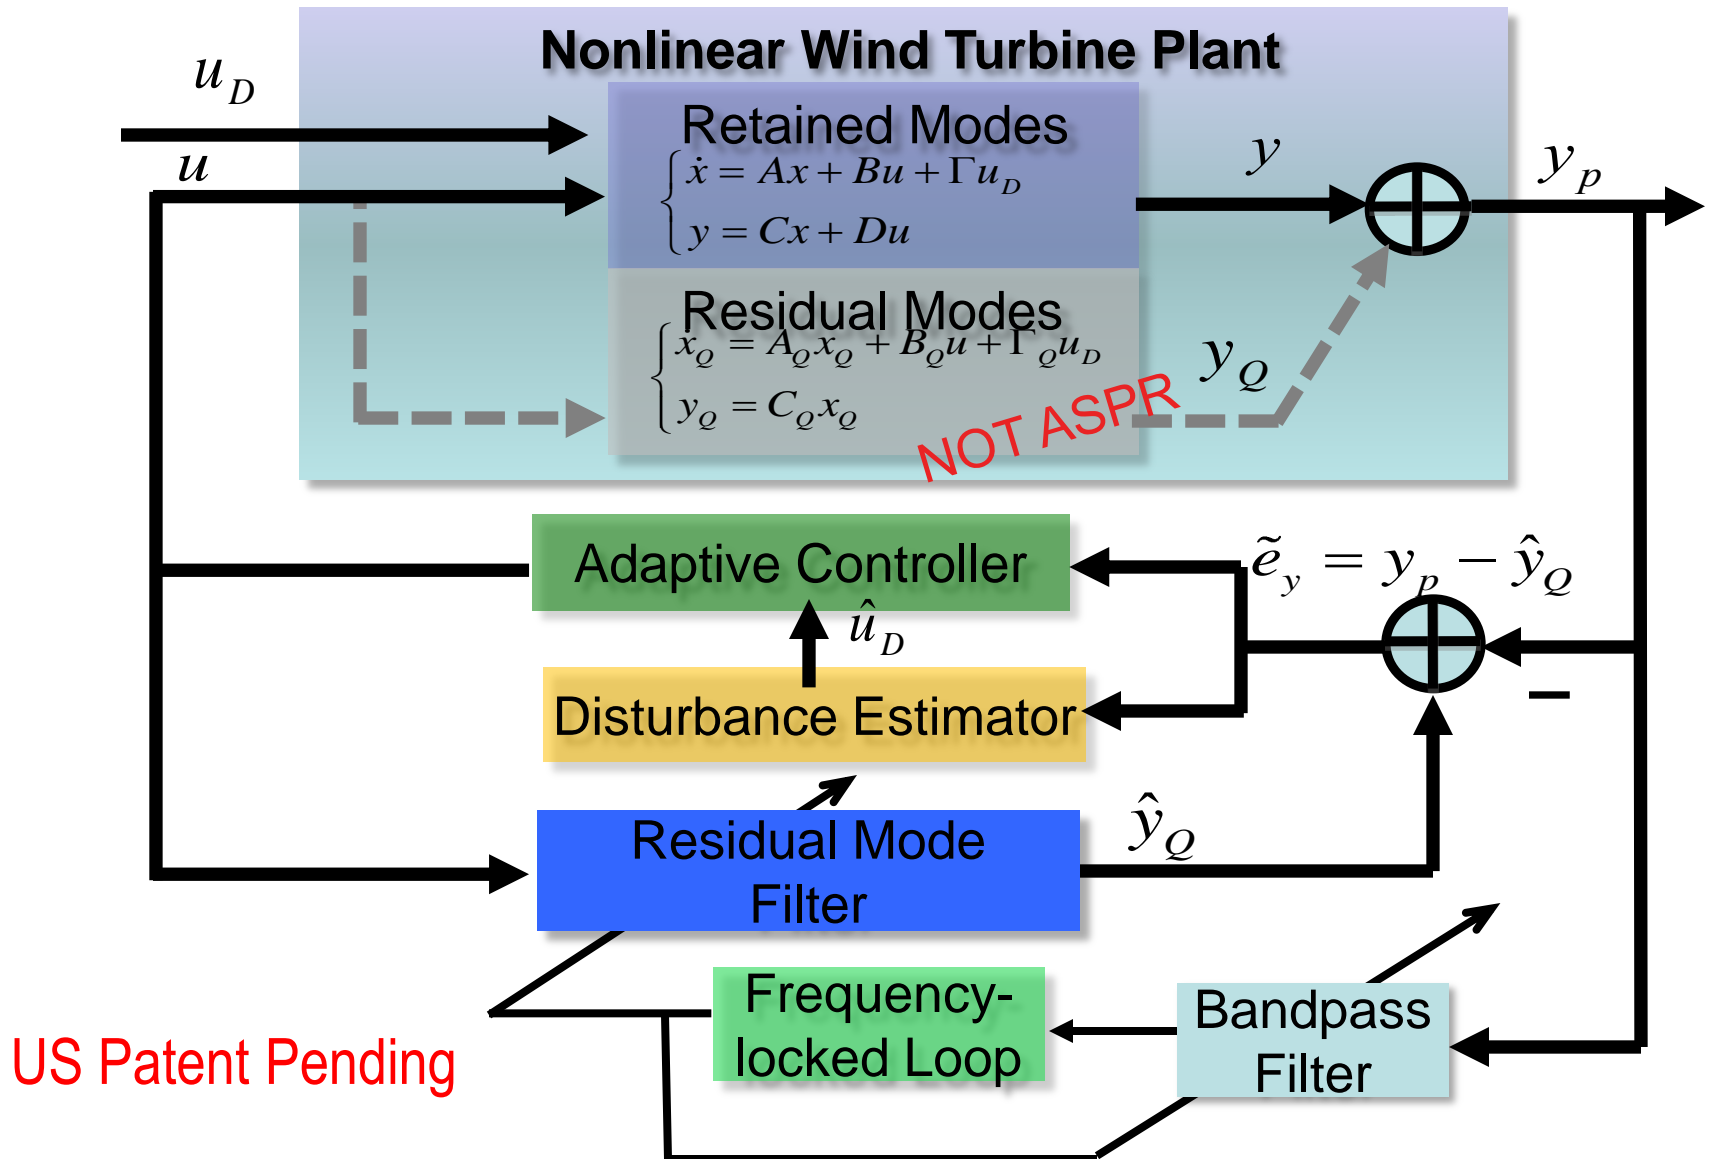 Nonlinear Wind Turbine Plant
u_D
u
Retained Modes
ẋ = Ax + Bu + Γu_D
y = Cx + Du
y
y_p
Residual Modes
ẋ_Q = A_Q x_Q + B_Q u + Γ_Q u_D
y_Q = C_Q x_Q
y_Q
NOT ASPR
Adaptive Controller
ẽ_y = y_p − ŷ_Q
û_D
−
Disturbance Estimator
Residual Mode
Filter
ŷ_Q
Frequency-
locked Loop
Bandpass
Filter
US Patent Pending